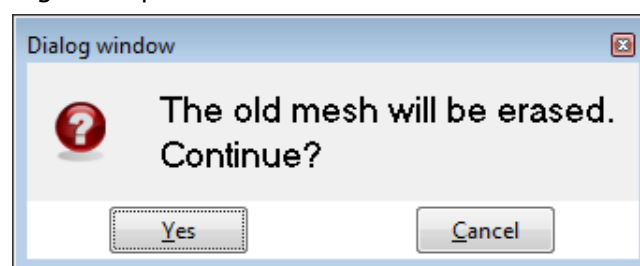 Dialog window
The old mesh will be erased.
Continue?
Yes
Cancel